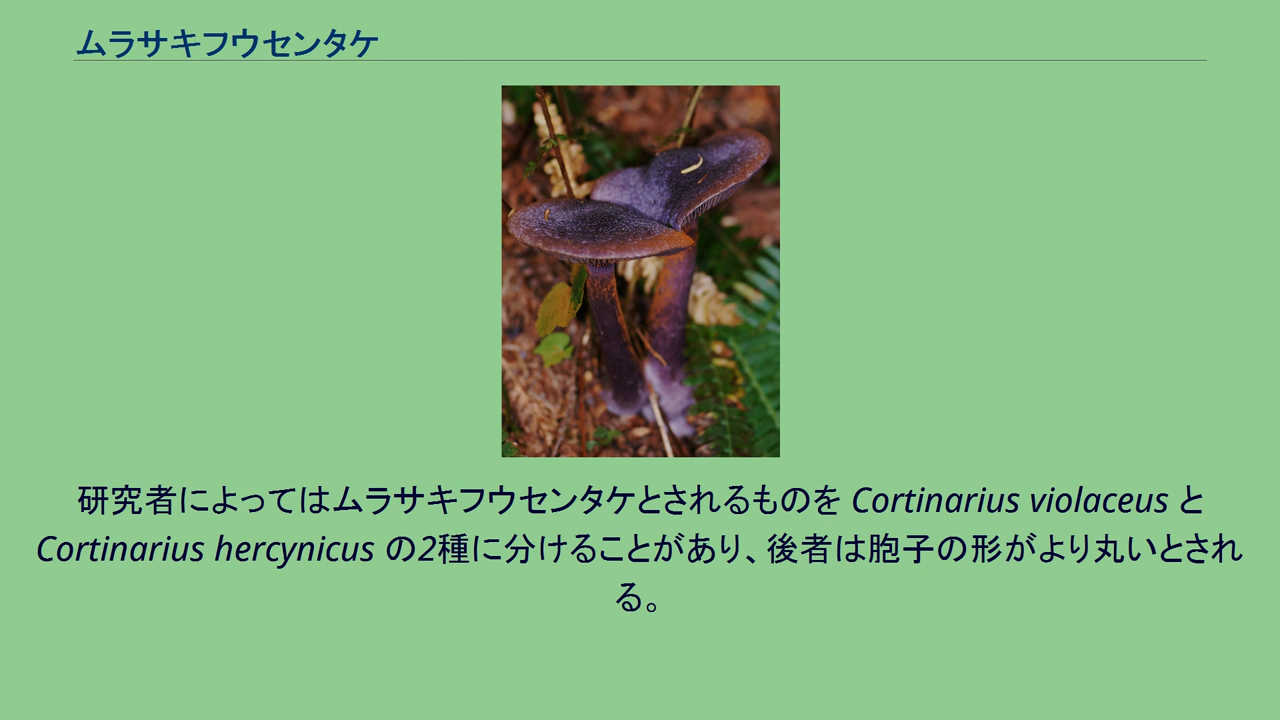 ムラサキフウセンタケ
研究者によってはムラサキフウセンタケとされるものを Cortinarius violaceus と
Cortinarius hercynicus の2種に分けることがあり、後者は胞子の形がより丸いとされ
る。